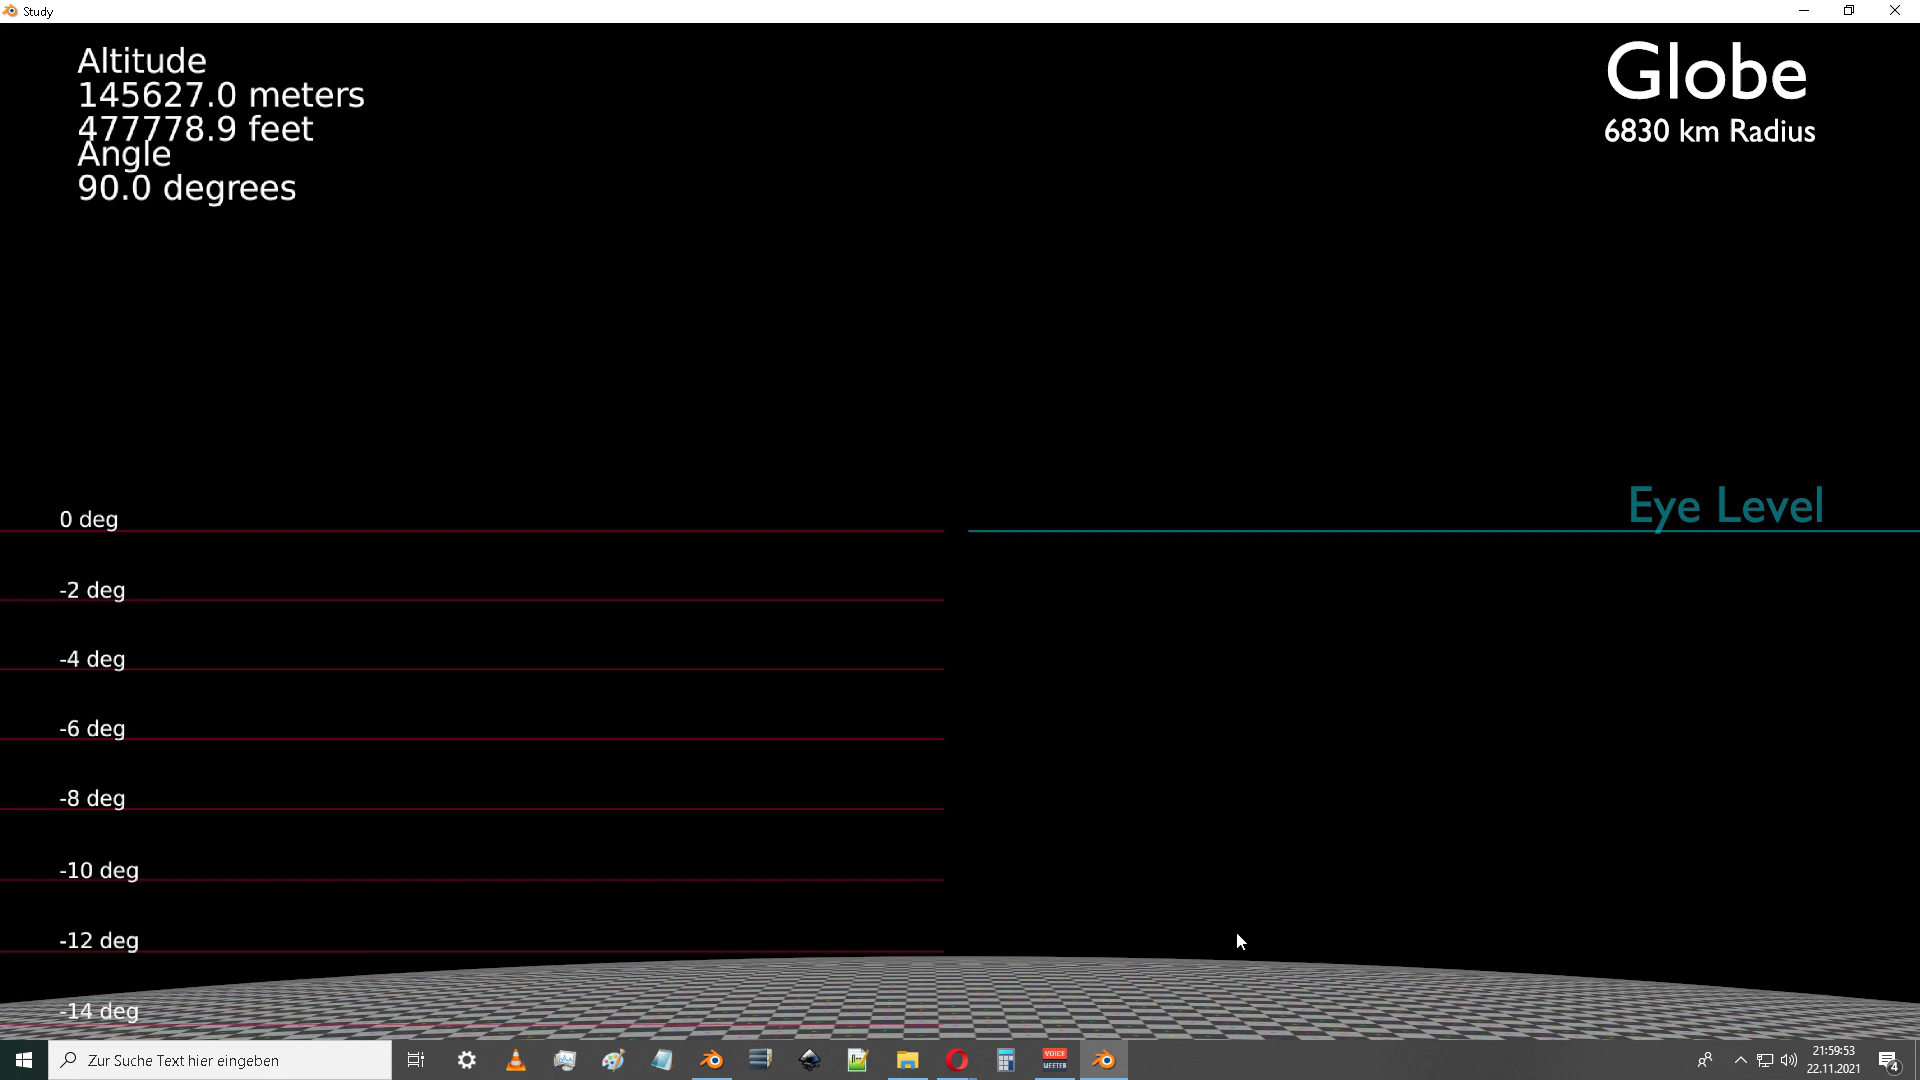 Study
Altitude
145627.0 meters
477778.9 feet
Angle
90.0 degrees
Globe
6830 km Radius
Eye Level
0 deg
-2 deg
-4 deg
-6 deg
-8 deg
-10 deg
-12 deg
-14 deg
Zur Suche Text hier eingeben
VOICE
MEETER
21:59:53
22.11.2021
4